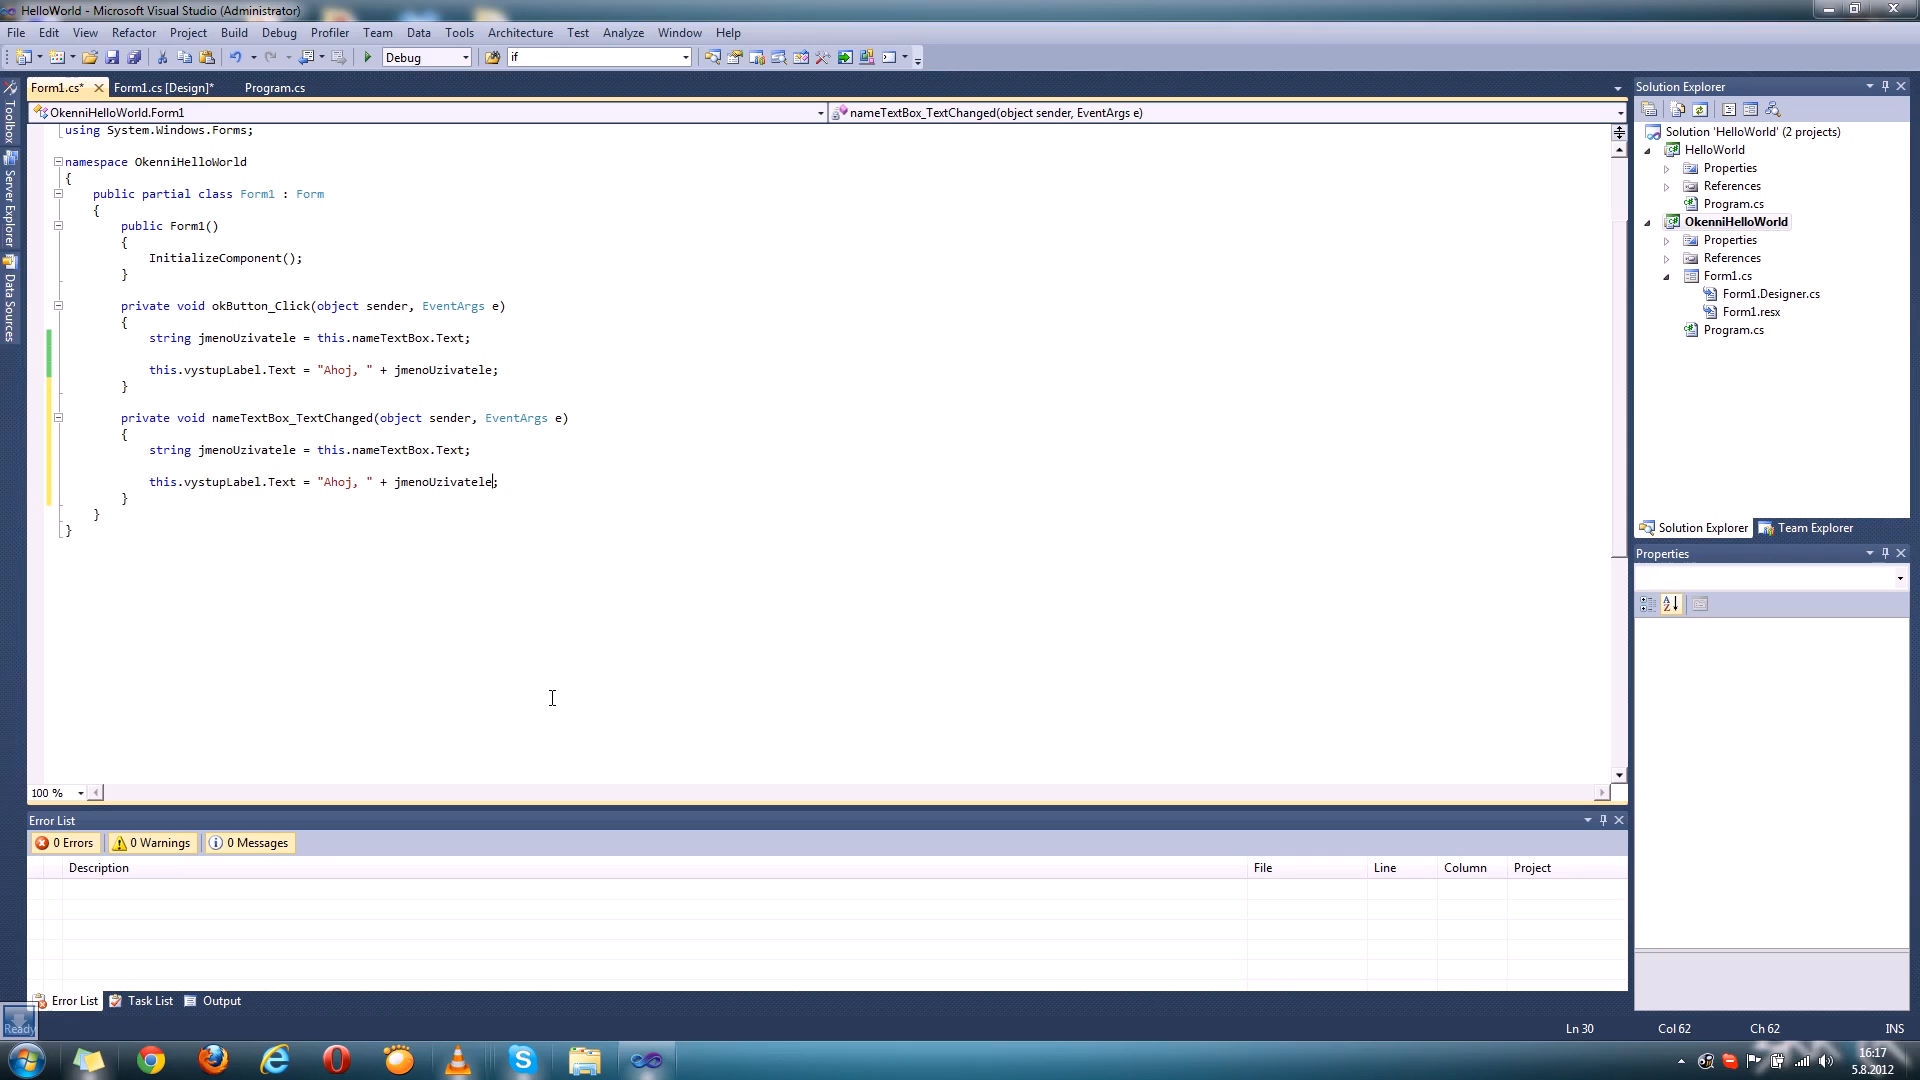 HelloWorld - Microsoft Visual Studio (Administrator)
File Edit View Refactor Project Build Debug Profiler Team Data Tools Architecture Test Analyze Window Help
Debug if
Form1.cs* Form1.cs [Design]* Program.cs
OkenniHelloWorld.Form1 nameTextBox_TextChanged(object sender, EventArgs e)
Toolbox
Server Explorer
Data Sources
using System.Windows.Forms;
namespace OkenniHelloWorld
{
public partial class Form1 : Form
{
public Form1()
{
InitializeComponent();
}
private void okButton_Click(object sender, EventArgs e)
{
string jmenoUzivatele = this.nameTextBox.Text;
this.vystupLabel.Text = "Ahoj, " + jmenoUzivatele;
}
private void nameTextBox_TextChanged(object sender, EventArgs e)
{
string jmenoUzivatele = this.nameTextBox.Text;
this.vystupLabel.Text = "Ahoj, " + jmenoUzivatele;
}
}
}
100 %
Solution Explorer
Solution 'HelloWorld' (2 projects)
HelloWorld
Properties
References
Program.cs
OkenniHelloWorld
Properties
References
Form1.cs
Form1.Designer.cs
Form1.resx
Program.cs
Solution Explorer Team Explorer
Properties
Error List
0 Errors 0 Warnings 0 Messages
Description File Line Column Project
Error List Task List Output
Ready Ln 30 Col 62 Ch 62 INS
16:17
5.8.2012